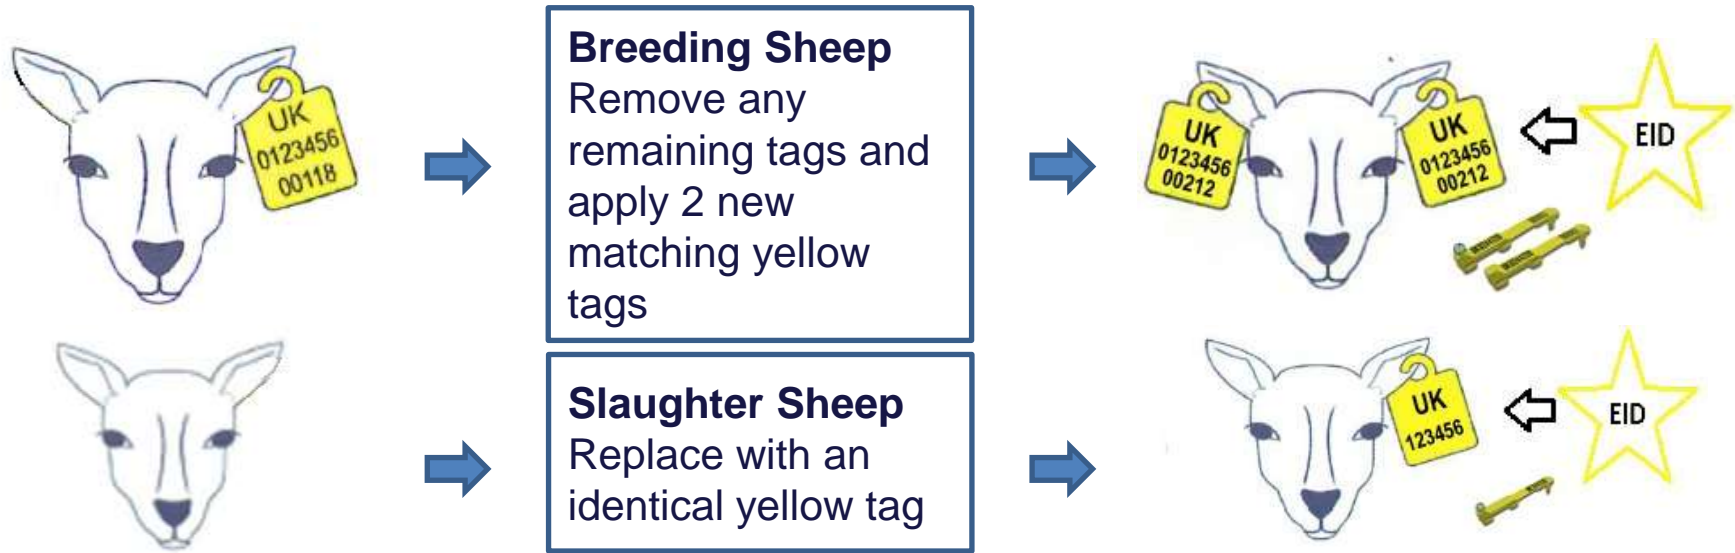 UK
0123456
00118
Breeding Sheep
Remove any
remaining tags and
apply 2 new
matching yellow
tags
UK
0123456
00212
UK
0123456
00212
EID
Slaughter Sheep
Replace with an
identical yellow tag
UK
123456
EID